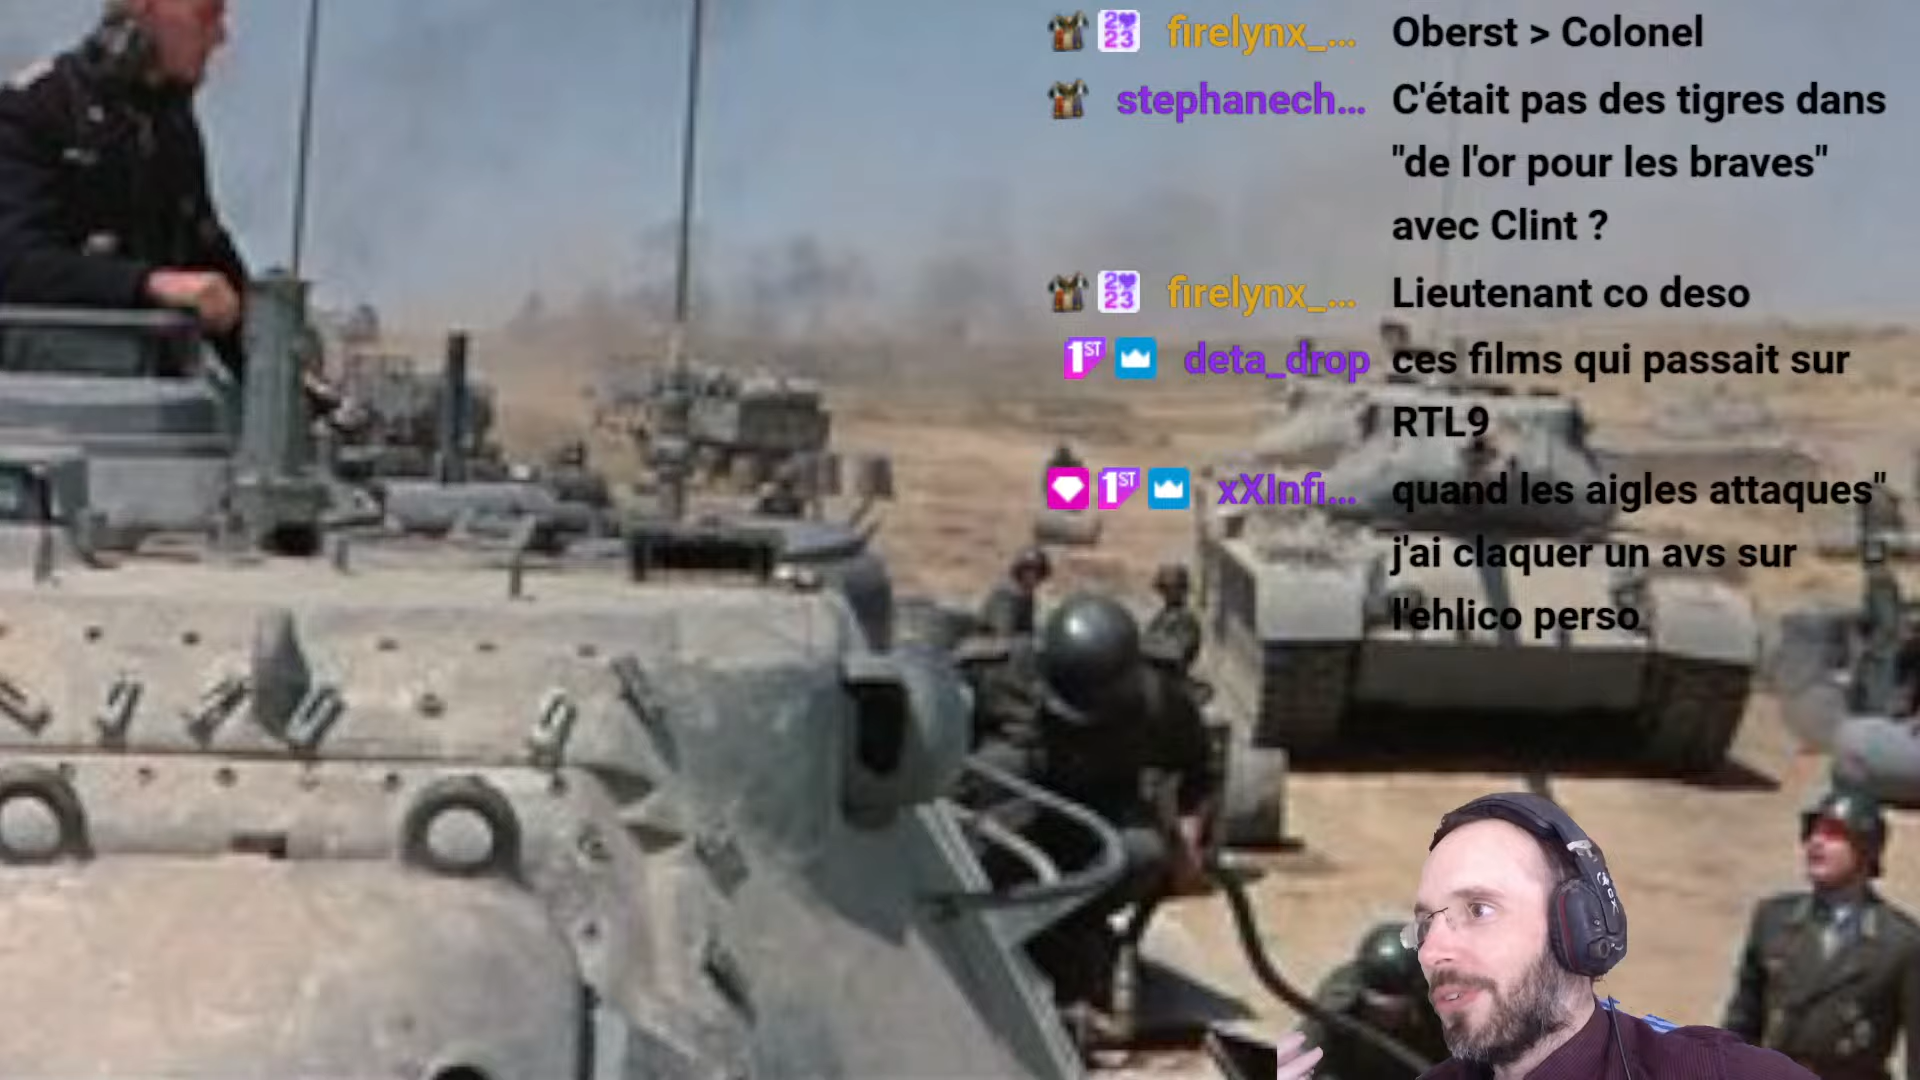 firelynx_... Oberst > Colonel
stephanech... C'était pas des tigres dans
"de l'or pour les braves"
avec Clint ?
firelynx_... Lieutenant co deso
1ST deta_drop ces films qui passait sur
RTL9
1ST xXInfi... quand les aigles attaques"
j'ai claquer un avs sur
l'ehlico perso